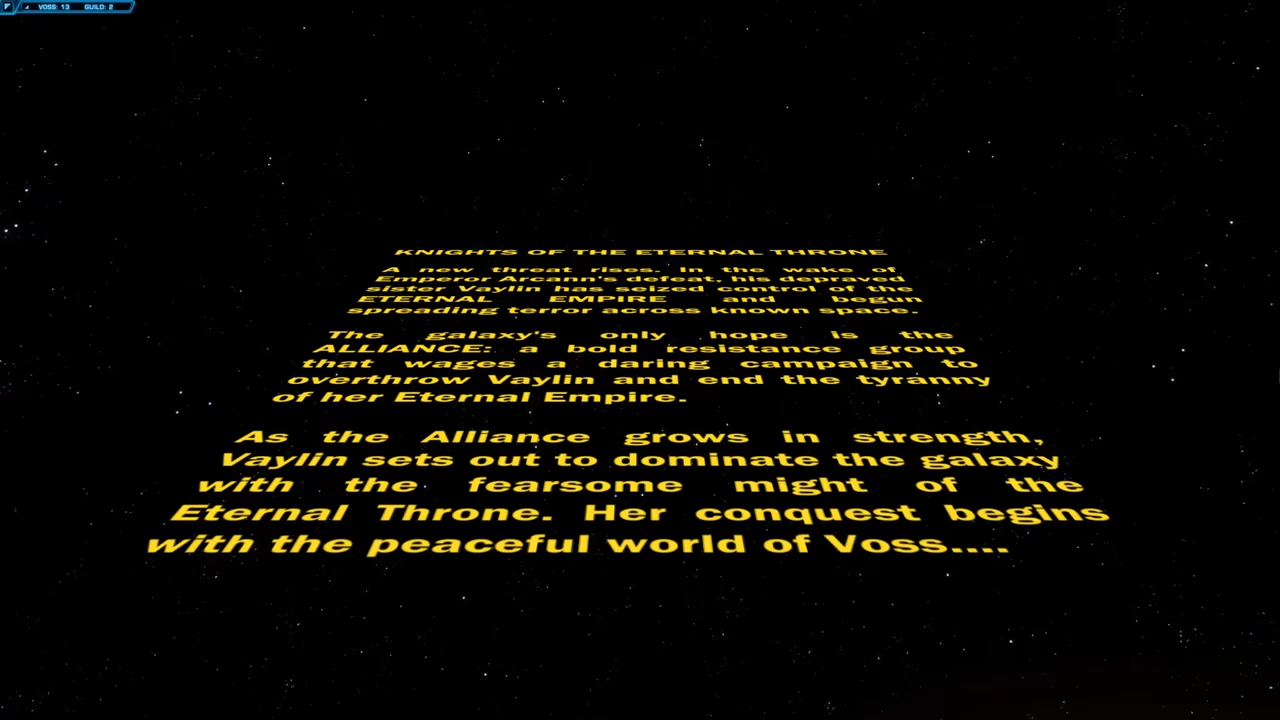 VOSS: 13 GUILD: 2
KNIGHTS OF THE ETERNAL THRONE
A new threat rises. In the wake of
Emperor Arcann's defeat, his depraved
sister Vaylin has seized control of the
ETERNAL EMPIRE and begun
spreading terror across known space.
The galaxy's only hope is the
ALLIANCE: a bold resistance group
that wages a daring campaign to
overthrow Vaylin and end the tyranny
of her Eternal Empire.
As the Alliance grows in strength,
Vaylin sets out to dominate the galaxy
with the fearsome might of the
Eternal Throne. Her conquest begins
with the peaceful world of Voss....